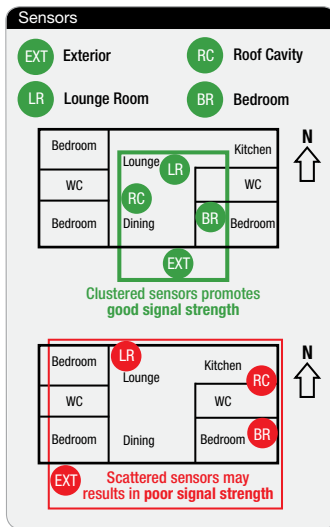 Sensors
EXT Exterior
RC Roof Cavity
LR Lounge Room
BR Bedroom
Bedroom
Lounge
Kitchen
N
LR
WC
RC
WC
BR
Bedroom
Dining
Bedroom
EXT
Clustered sensors promotes
good signal strength
LR
N
Bedroom
Lounge
Kitchen
RC
WC
WC
Bedroom
Dining
Bedroom
BR
EXT
Scattered sensors may
results in poor signal strength